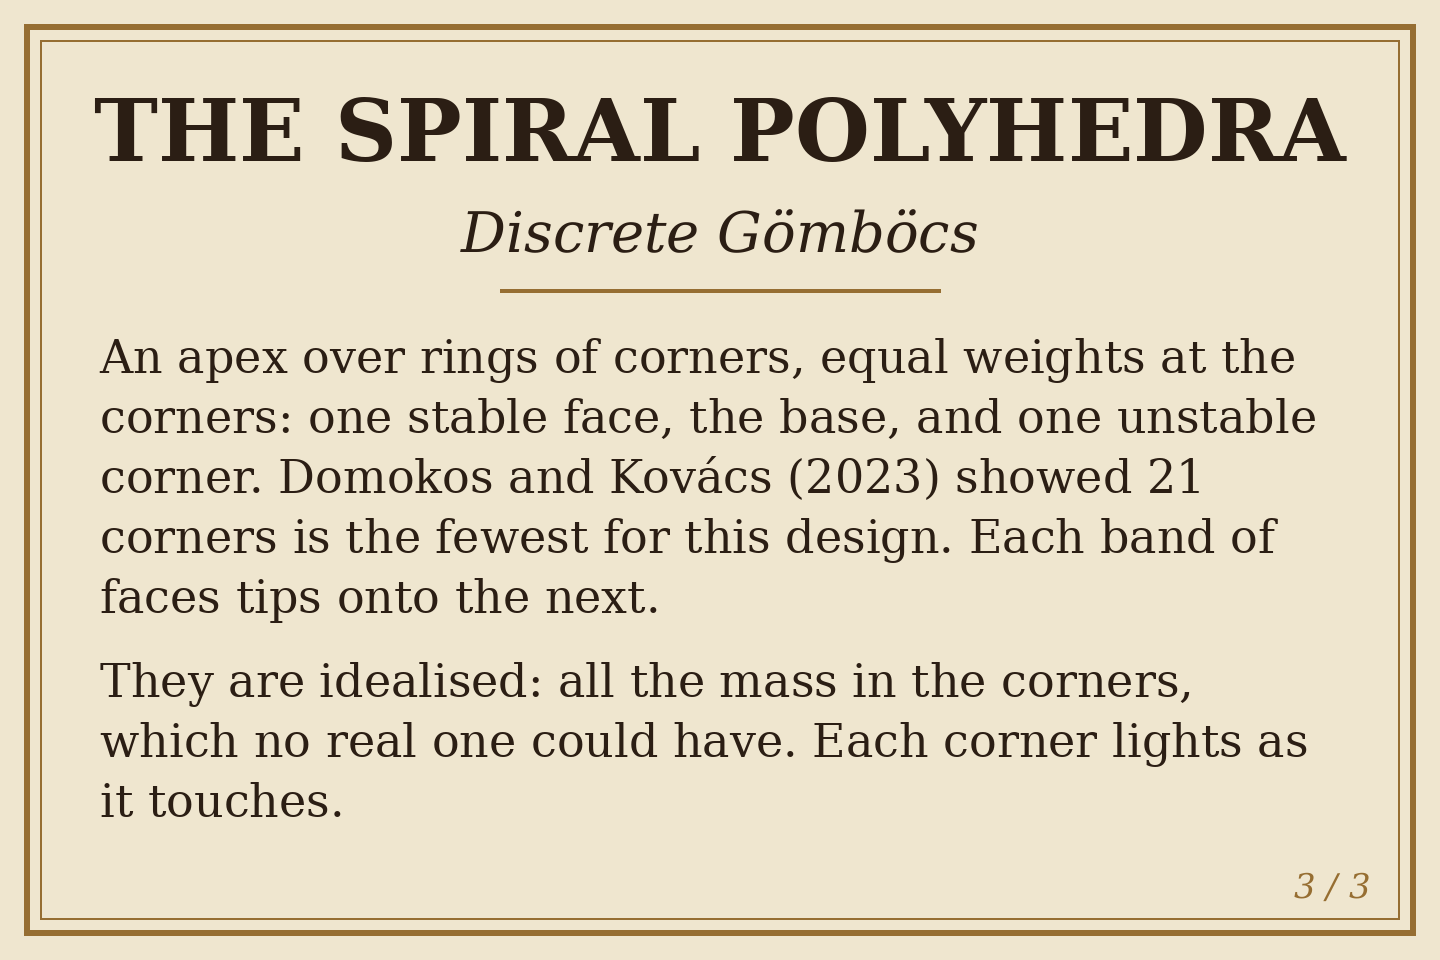 THE SPIRAL POLYHEDRA
Discrete Gömböcs
An apex over rings of corners, equal weights at the
corners: one stable face, the base, and one unstable
corner. Domokos and Kovács (2023) showed 21
corners is the fewest for this design. Each band of
faces tips onto the next.
They are idealised: all the mass in the corners,
which no real one could have. Each corner lights as
it touches.
3 / 3